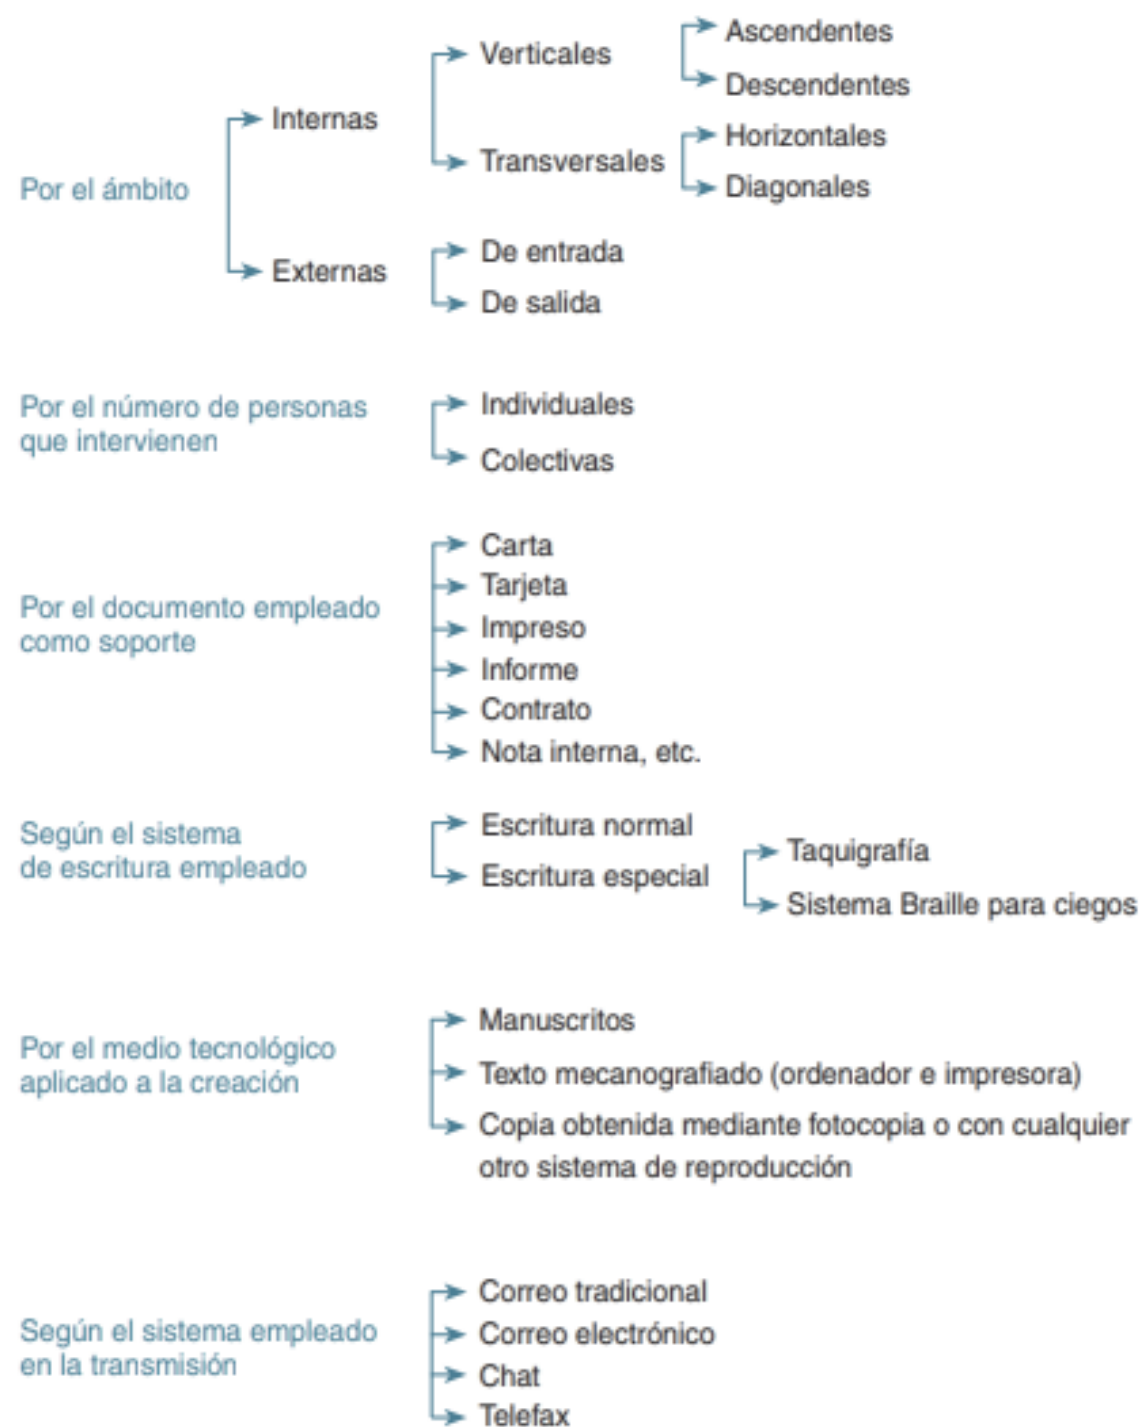 Por el ámbito
Internas
Verticales
Ascendentes
Descendentes
Transversales
Horizontales
Diagonales
Externas
De entrada
De salida
Por el número de personas
que intervienen
Individuales
Colectivas
Por el documento empleado
como soporte
Carta
Tarjeta
Impreso
Informe
Contrato
Nota interna, etc.
Según el sistema
de escritura empleado
Escritura normal
Escritura especial
Taquigrafía
Sistema Braille para ciegos
Por el medio tecnológico
aplicado a la creación
Manuscritos
Texto mecanografiado (ordenador e impresora)
Copia obtenida mediante fotocopia o con cualquier
otro sistema de reproducción
Según el sistema empleado
en la transmisión
Correo tradicional
Correo electrónico
Chat
Telefax